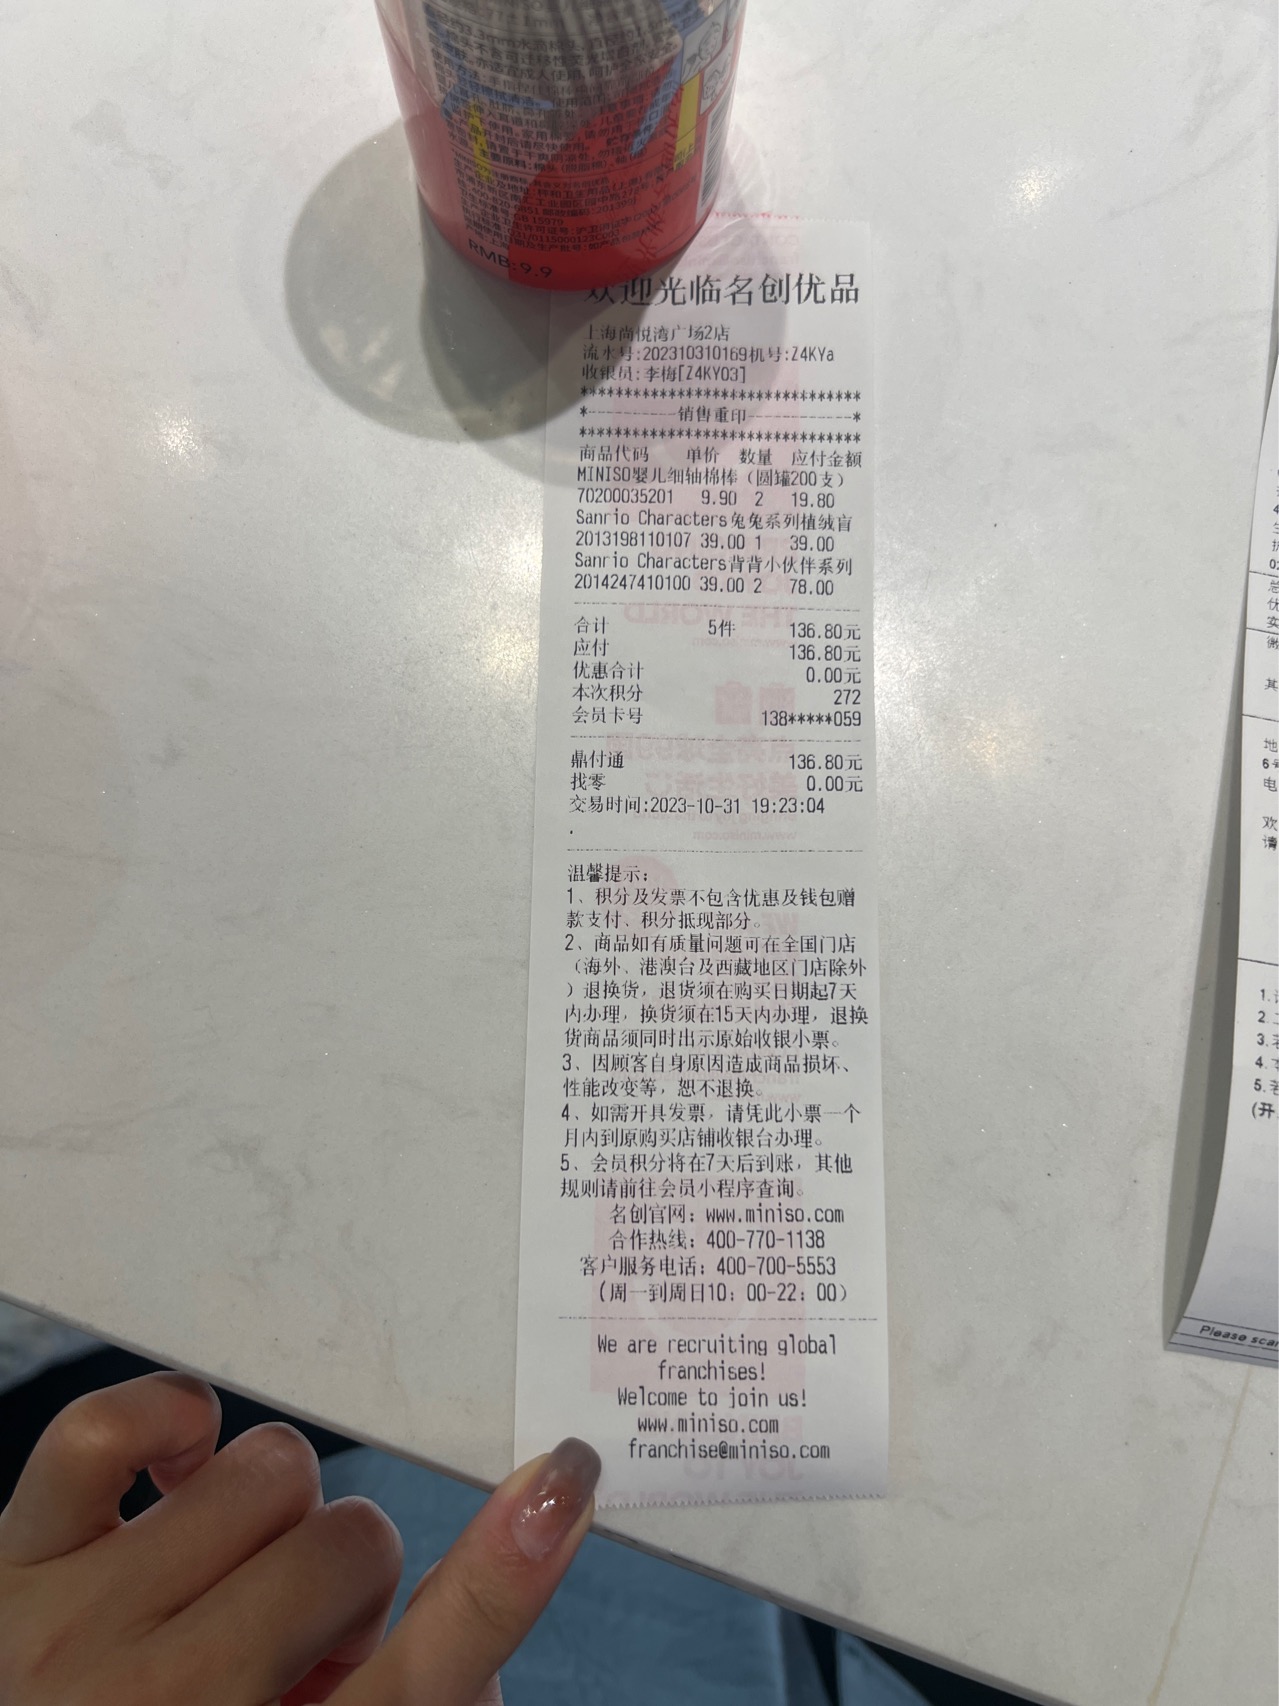 RMB:9.9
欢迎光临名创优品
上海尚悦湾广场2店
流水号:202310310169机号:Z4KYa
收银员:李梅[Z4KY03]
*******************************
*----------销售重印------------*
*******************************
商品代码 单价 数量 应付金额
MINISO婴儿细轴棉棒（圆罐200支）
70200035201 9.90 2 19.80
Sanrio Characters兔兔系列植绒盲
2013198110107 39.00 1 39.00
Sanrio Characters背背小伙伴系列
2014247410100 39.00 2 78.00
合计 5件 136.80元
应付 136.80元
优惠合计 0.00元
本次积分 272
会员卡号 138*****059
鼎付通 136.80元
找零 0.00元
交易时间:2023-10-31 19:23:04
.
温馨提示：
1、积分及发票不包含优惠及钱包赠
款支付、积分抵现部分。
2、商品如有质量问题可在全国门店
（海外、港澳台及西藏地区门店除外
）退换货，退货须在购买日期起7天
内办理，换货须在15天内办理，退换
货商品须同时出示原始收银小票。
3、因顾客自身原因造成商品损坏、
性能改变等，恕不退换。
4、如需开具发票，请凭此小票一个
月内到原购买店铺收银台办理。
5、会员积分将在7天后到账，其他
规则请前往会员小程序查询。
名创官网：www.miniso.com
合作热线：400-770-1138
客户服务电话：400-700-5553
（周一到周日10：00-22：00）
We are recruiting global
franchises!
Welcome to join us!
www.miniso.com
franchise@miniso.com
Please scan